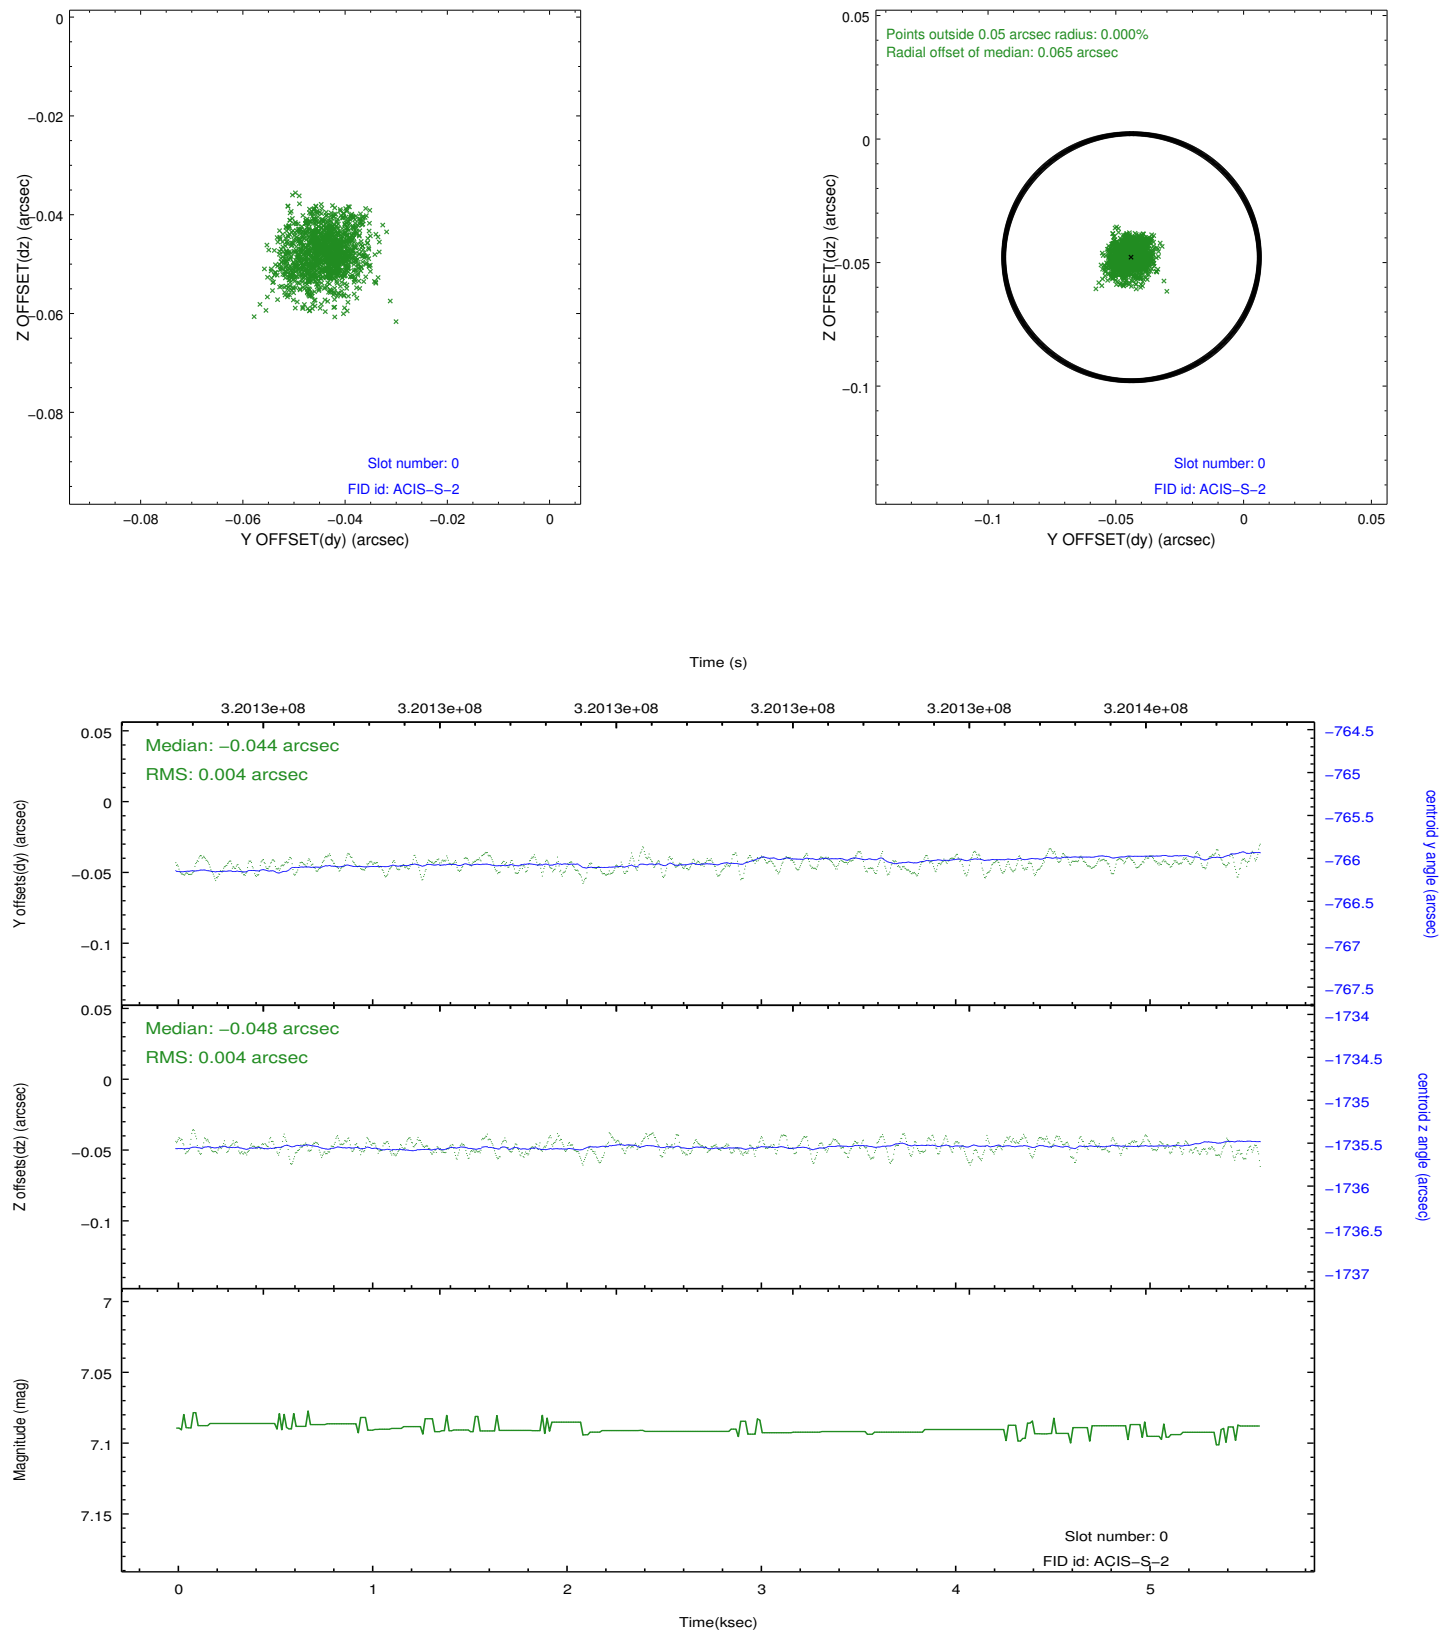 0
−0.02
−0.04
−0.06
−0.08
Z OFFSET(dz) (arcsec)
Slot number: 0
FID id: ACIS−S−2
−0.08 −0.06 −0.04 −0.02 0
Y OFFSET(dy) (arcsec)
0.05
0
−0.05
−0.1
Z OFFSET(dz) (arcsec)
Points outside 0.05 arcsec radius: 0.000%
Radial offset of median: 0.065 arcsec
Slot number: 0
FID id: ACIS−S−2
−0.1 −0.05 0 0.05
Y OFFSET(dy) (arcsec)
Time (s)
3.2013e+08 3.2013e+08 3.2013e+08 3.2013e+08 3.2013e+08 3.2014e+08
0.05
0
−0.05
−0.1
Y offsets(dy) (arcsec)
Median: −0.044 arcsec
RMS: 0.004 arcsec
−764.5
−765
−765.5
−766
−766.5
−767
−767.5
centroid y angle (arcsec)
0.05
0
−0.05
−0.1
Z offsets(dz) (arcsec)
Median: −0.048 arcsec
RMS: 0.004 arcsec
−1734
−1734.5
−1735
−1735.5
−1736
−1736.5
−1737
centroid z angle (arcsec)
7
7.05
7.1
7.15
Magnitude (mag)
Slot number: 0
FID id: ACIS−S−2
0 1 2 3 4 5
Time(ksec)